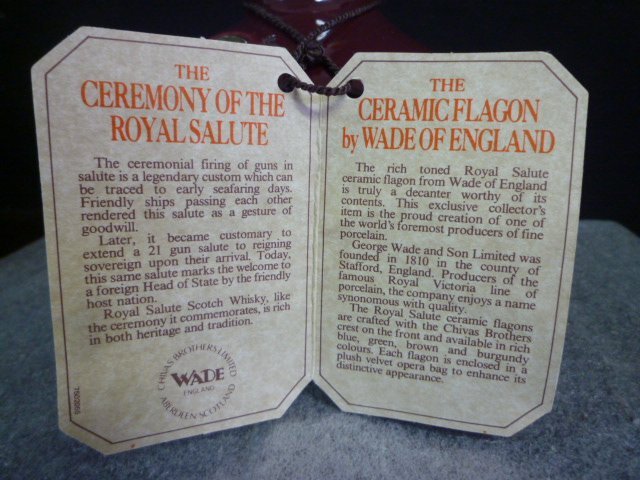 THE
CEREMONY OF THE
ROYAL SALUTE
The ceremonial firing of guns in
salute is a legendary custom which can
be traced to early seafaring days.
Friendly ships passing each other
rendered this salute as a gesture of
goodwill.
Later, it became customary to
extend a 21 gun salute to reigning
sovereign upon their arrival. Today,
this same salute marks the welcome to
a foreign Head of State by the friendly
host nation.
Royal Salute Scotch Whisky, like
the ceremony it commemorates, is rich
in both heritage and tradition.
CHIVAS BROTHERS LIMITED
WADE
ENGLAND
ABERDEEN SCOTLAND
THE
CERAMIC FLAGON
by WADE OF ENGLAND
The rich toned Royal Salute
ceramic flagon from Wade of England
is truly a decanter worthy of its
contents. This exclusive collector's
item is the proud creation of one of
the world's foremost producers of fine
porcelain.
George Wade and Son Limited was
founded in 1810 in the county of
Stafford, England. Producers of the
famous Royal Victoria line of
porcelain, the company enjoys a name
synonomous with quality.
The Royal Salute ceramic flagons
are crafted with the Chivas Brothers
crest on the front and available in rich
blue, green, brown and burgundy
colours. Each flagon is enclosed in a
plush velvet opera bag to enhance its
distinctive appearance.